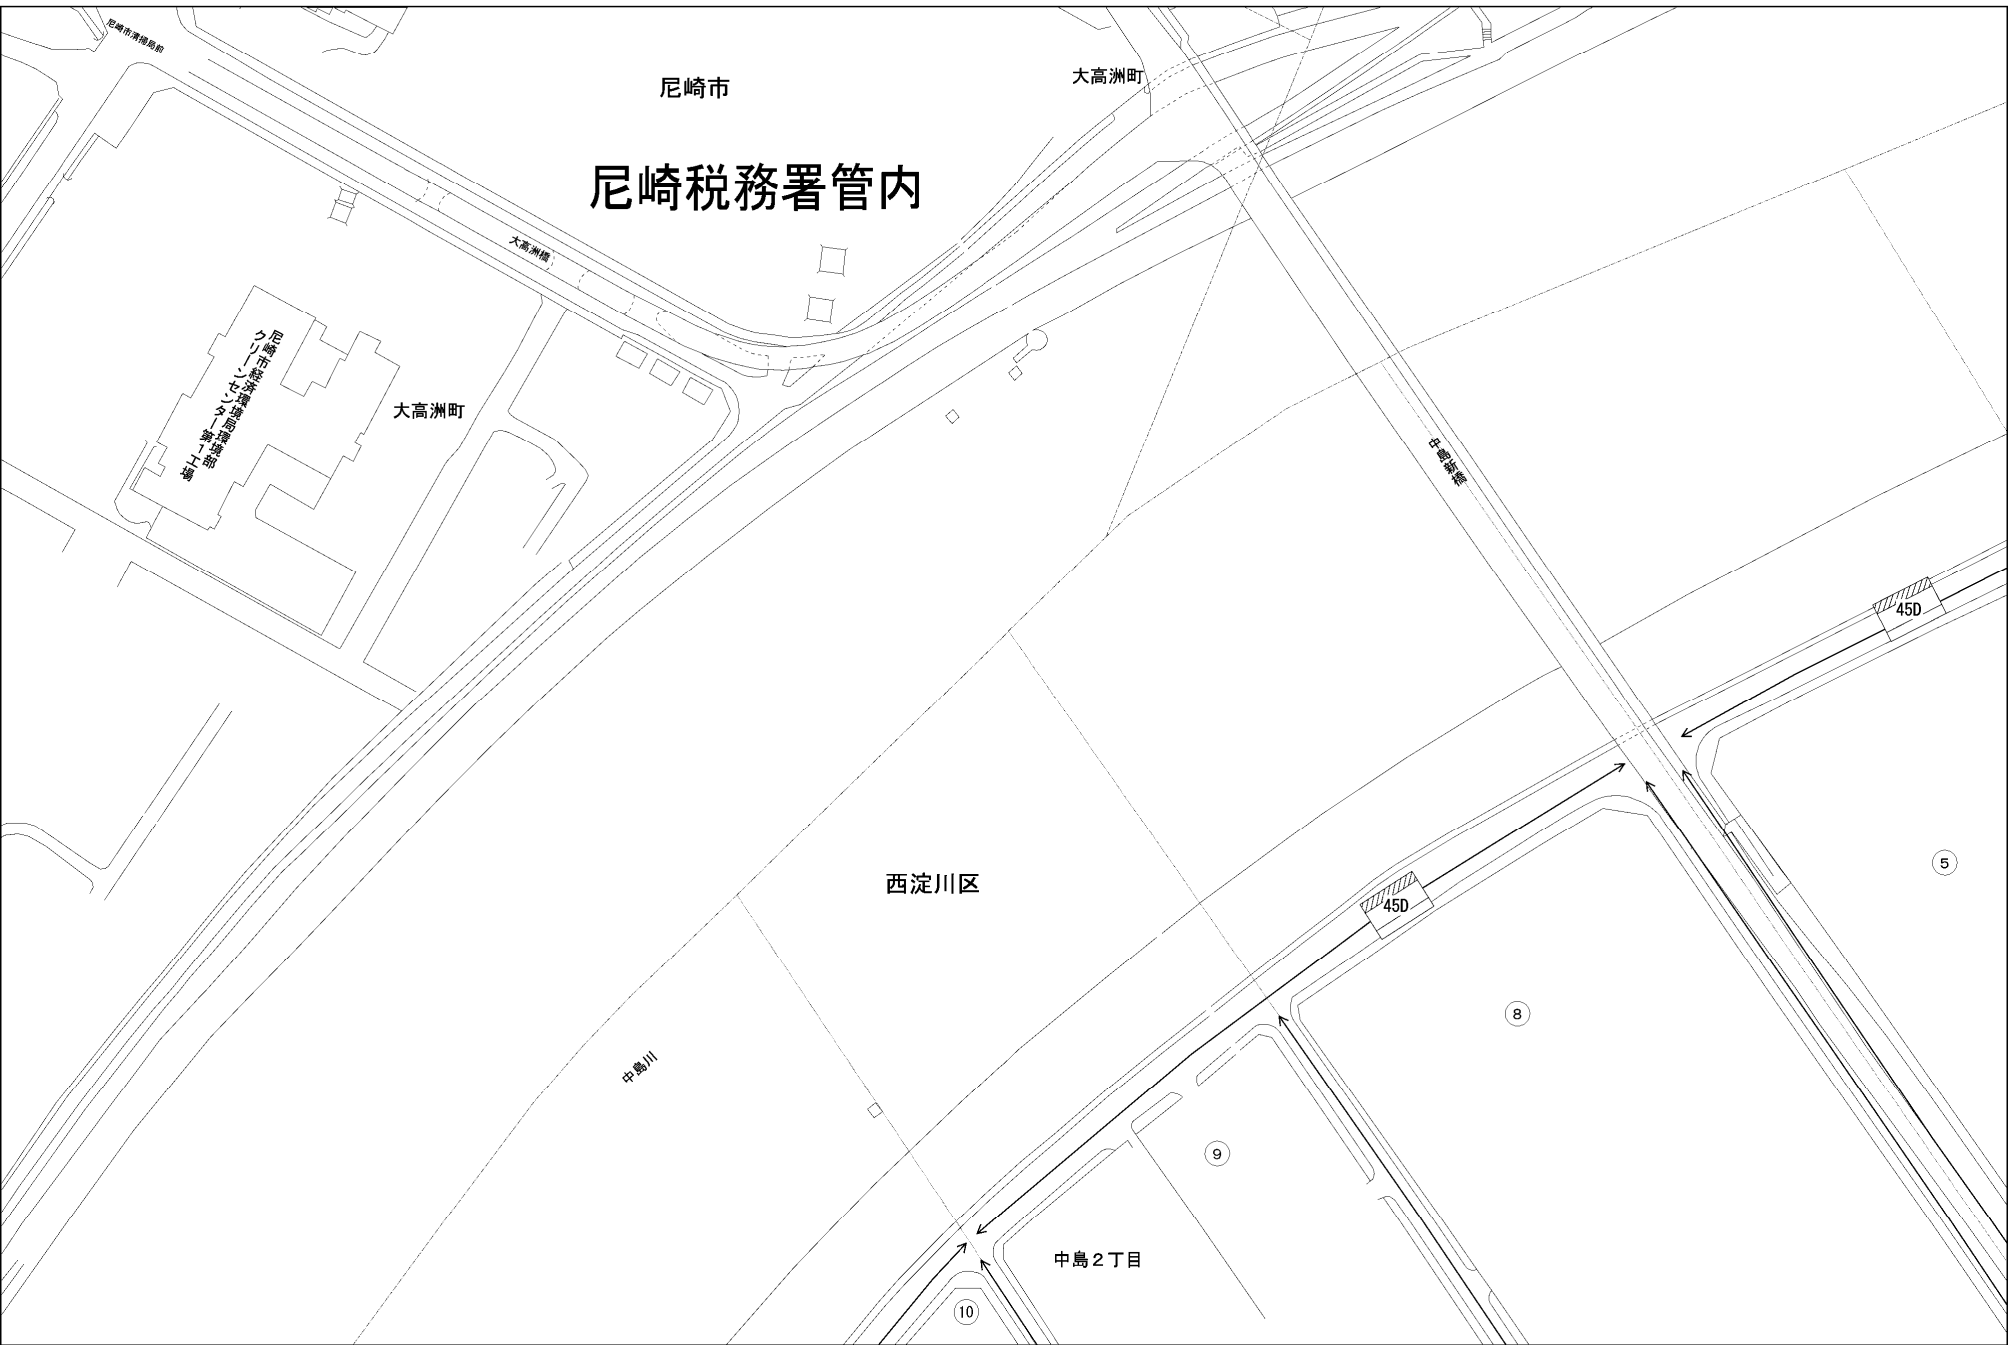 尼崎市清掃局前
尼崎市
大高洲町
尼崎税務署管内
大高洲橋
尼崎市経済環境局環境部
クリーンセンター第1工場
大高洲町
中島新橋
45D
5
西淀川区
45D
8
中島川
9
中島2丁目
10